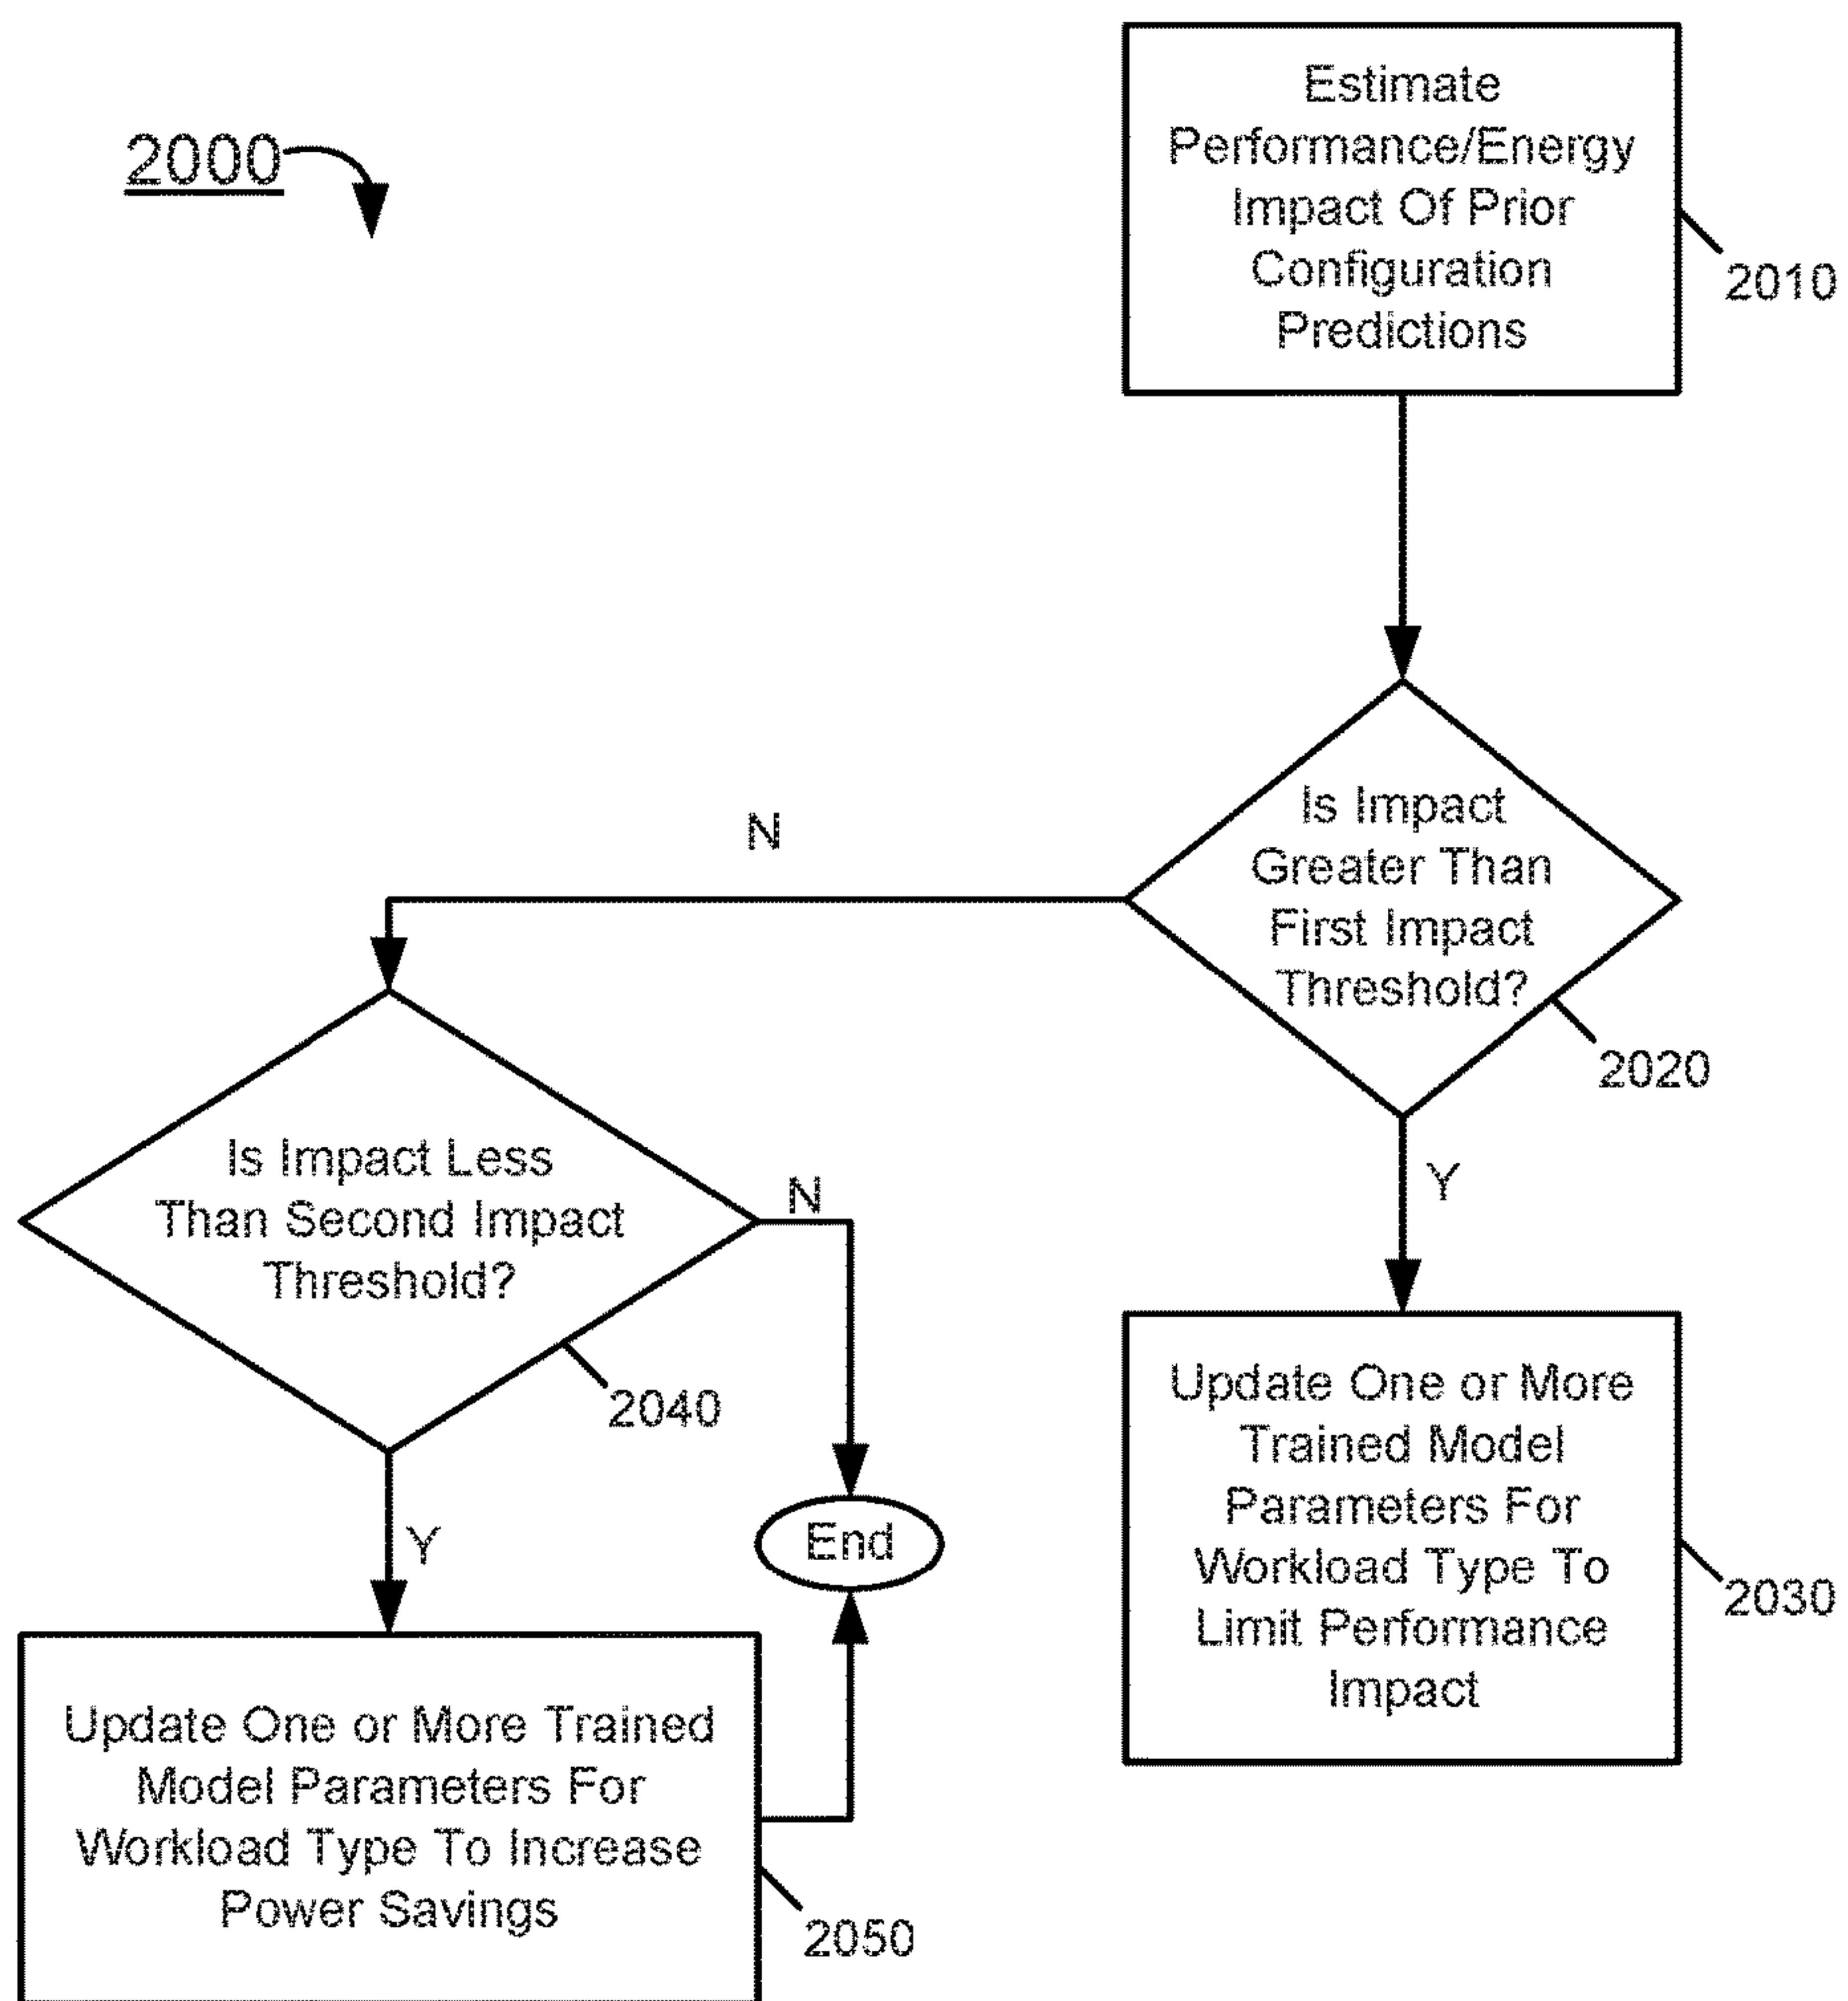 2000
Estimate
Performance/Energy
Impact Of Prior
Configuration
Predictions
2010
Is Impact
Greater Than
First Impact
Threshold?
2020
N
Y
Is Impact Less
Than Second Impact
Threshold?
2040
N
Y
End
Update One or More
Trained Model
Parameters For
Workload Type To
Limit Performance
Impact
2030
Update One or More Trained
Model Parameters For
Workload Type To Increase
Power Savings
2050